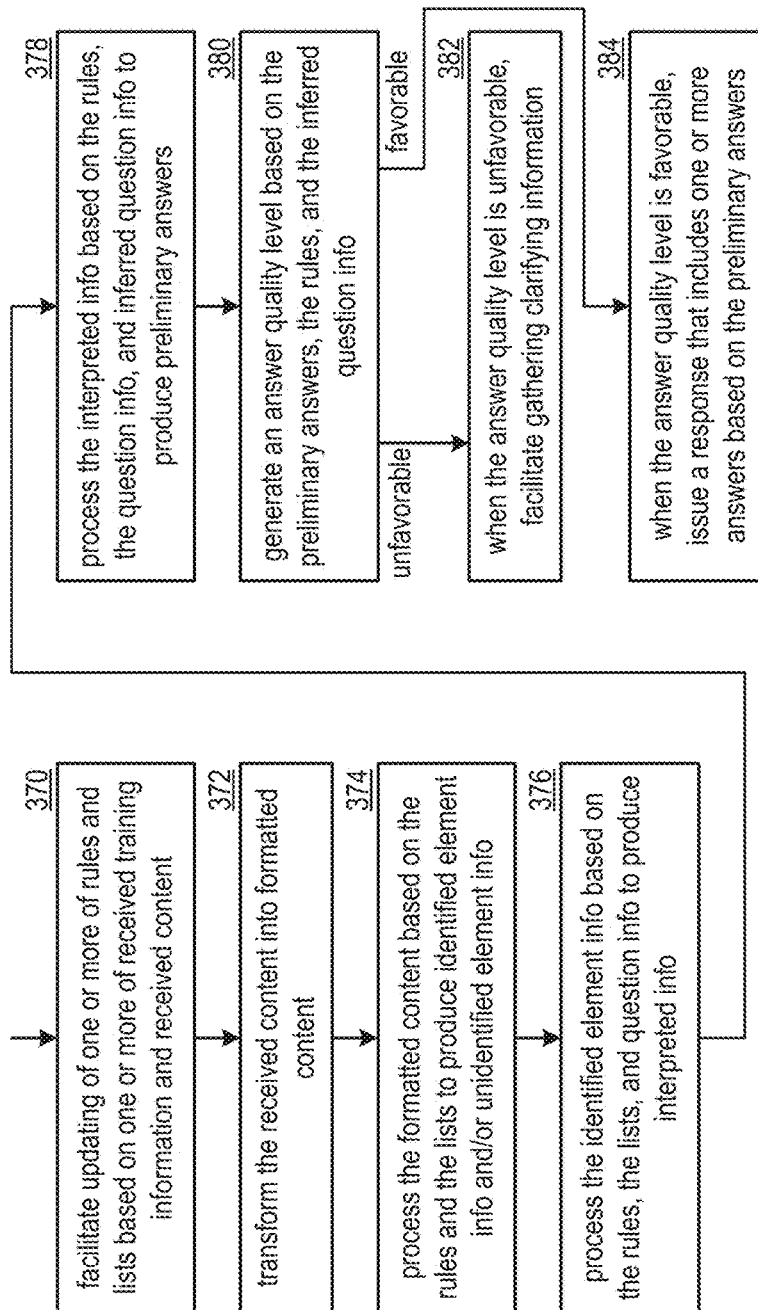 370
facilitate updating of one or more of rules and
lists based on one or more of received training
information and received content
372
transform the received content into formatted
content
374
process the formatted content based on the
rules and the lists to produce identified element
info and/or unidentified element info
376
process the identified element info based on
the rules, the lists, and question info to produce
interpreted info
378
process the interpreted info based on the rules,
the question info, and inferred question info to
produce preliminary answers
380
generate an answer quality level based on the
preliminary answers, the rules, and the inferred
question info
unfavorable
favorable
382
when the answer quality level is unfavorable,
facilitate gathering clarifying information
384
when the answer quality level is favorable,
issue a response that includes one or more
answers based on the preliminary answers